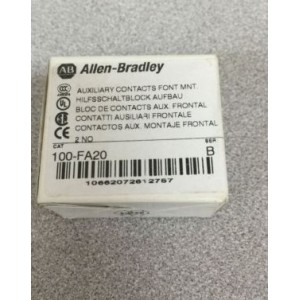 AB Allen-Bradley
AUXILIARY CONTACTS FONT MNT.
HILFSSCHALTBLOCK AUFBAU
BLOC DE CONTACTS AUX. FRONTAL
CONTATTI AUSILIARI FRONTALE
CONTACTOS AUX. MONTAJE FRONTAL
2 NO
CAT SER
100-FA20 B
10662072612787